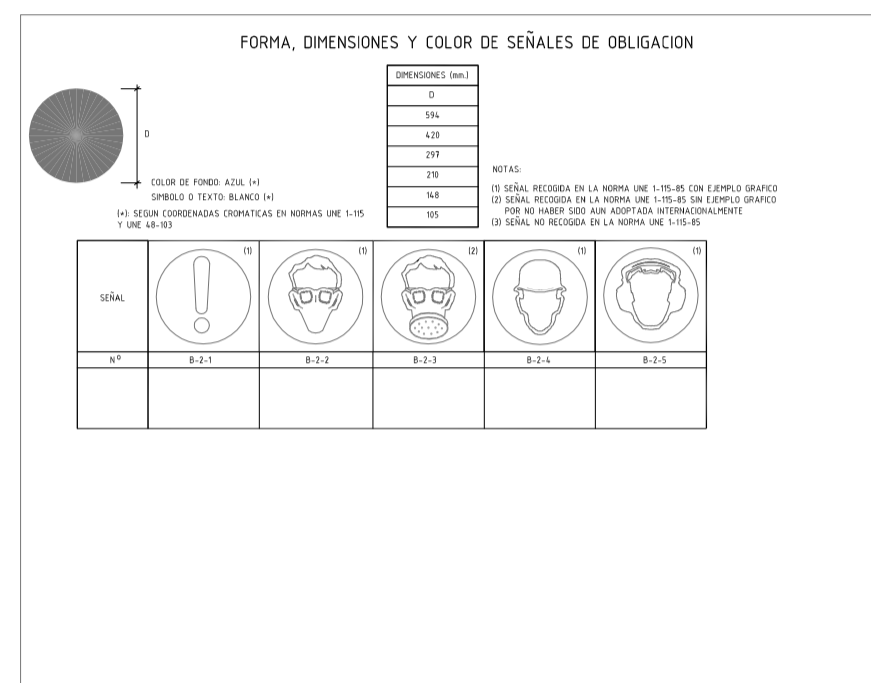 FORMA, DIMENSIONES Y COLOR DE SEÑALES DE OBLIGACION
DIMENSIONES (mm.)
D
594
420
297
210
148
105
D
COLOR DE FONDO: AZUL (*)
SIMBOLO O TEXTO: BLANCO (*)
(*): SEGUN COORDENADAS CROMATICAS EN NORMAS UNE 1-115
Y UNE 48-103
NOTAS:
(1) SEÑAL RECOGIDA EN LA NORMA UNE 1-115-85 CON EJEMPLO GRAFICO
(2) SEÑAL RECOGIDA EN LA NORMA UNE 1-115-85 SIN EJEMPLO GRAFICO
POR NO HABER SIDO AUN ADOPTADA INTERNACIONALMENTE
(3) SEÑAL NO RECOGIDA EN LA NORMA UNE 1-115-85
SEÑAL (1) (1) (2) (1) (1)
Nº B-2-1 B-2-2 B-2-3 B-2-4 B-2-5